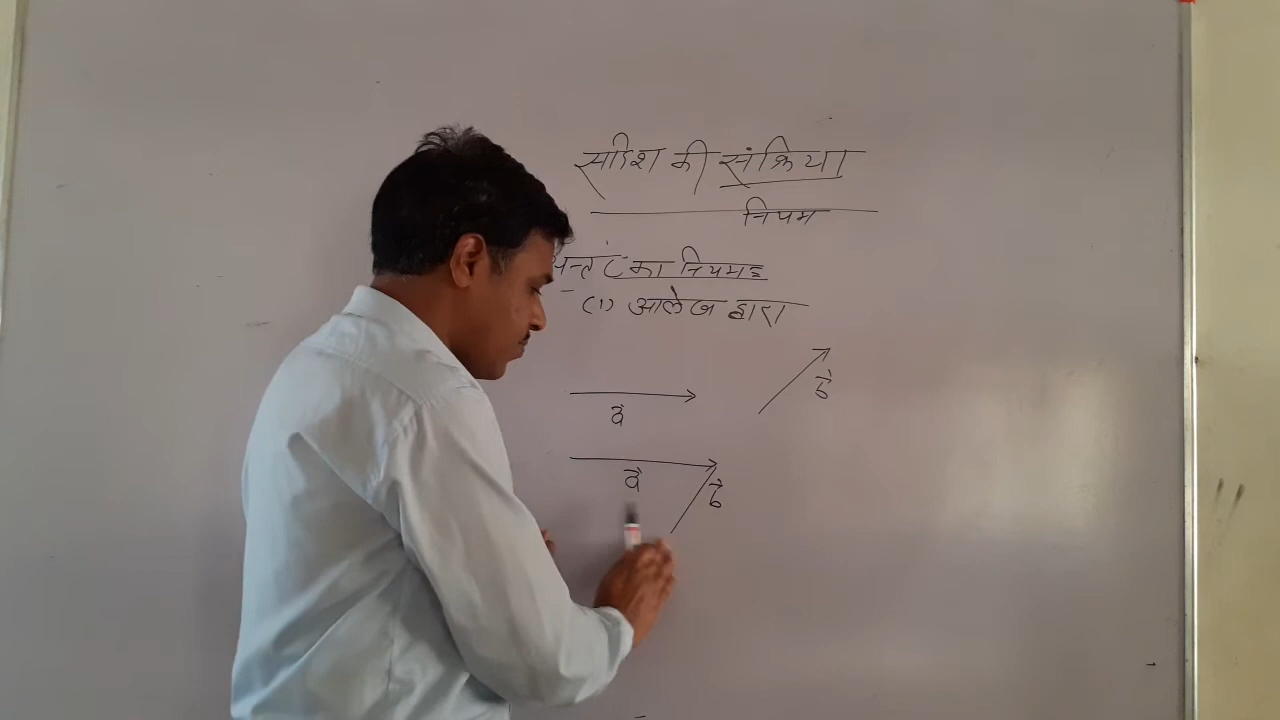 सदिश की संक्रिया
नियम
का नियमः
(1) आलेख द्वारा
a⃗
b⃗
a⃗
b⃗